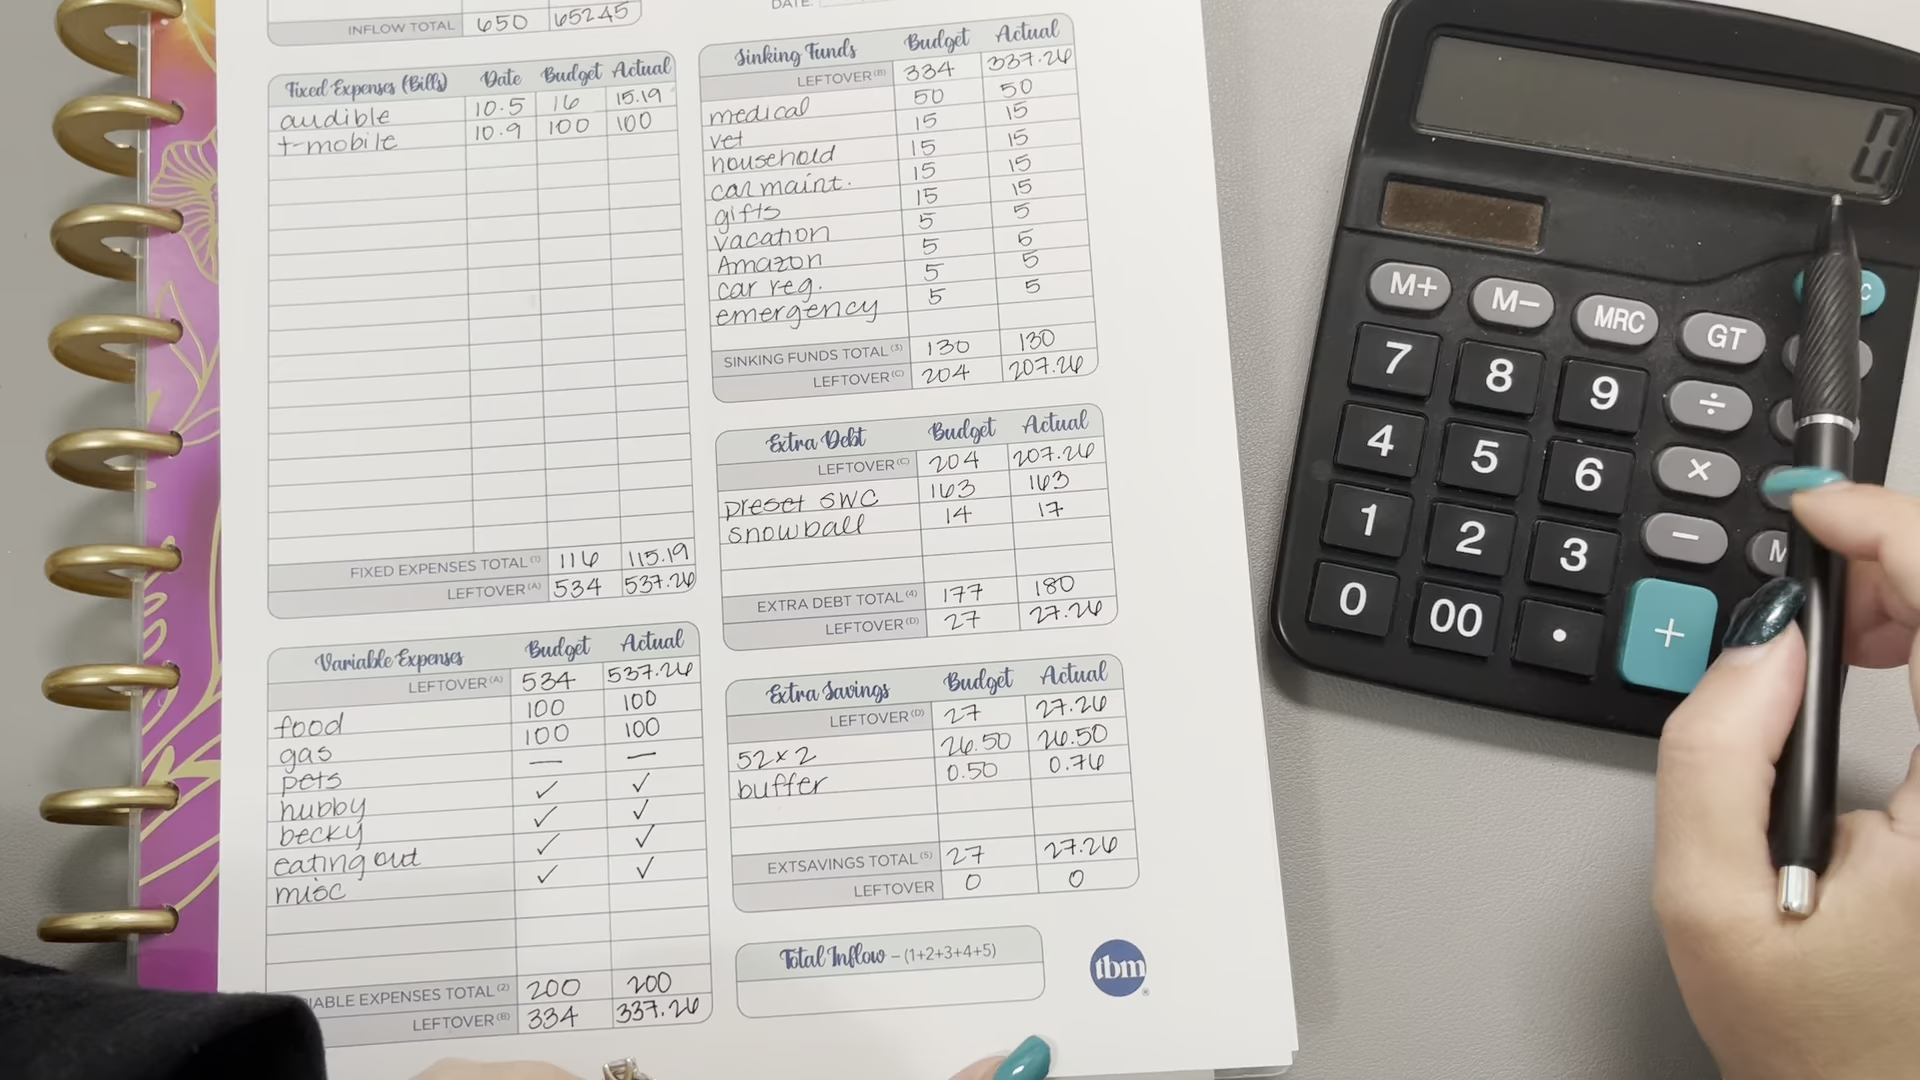 INFLOW TOTAL 650 652.45
DATE:
Fixed Expenses (Bills) Date Budget Actual
audible 10.5 16 15.19
t-mobile 10.9 100 100
FIXED EXPENSES TOTAL (1) 116 115.19
LEFTOVER (A) 534 537.26
Variable Expenses Budget Actual
LEFTOVER (A) 534 537.26
food 100 100
gas 100 100
pets — —
hubby ✓ ✓
becky ✓ ✓
eating out ✓ ✓
misc ✓ ✓
IABLE EXPENSES TOTAL (2) 200 200
LEFTOVER (B) 334 337.26
Sinking Funds Budget Actual
LEFTOVER (B) 334 337.26
medical 50 50
vet 15 15
household 15 15
car maint. 15 15
gifts 15 15
vacation 5 5
Amazon 5 5
car reg. 5 5
emergency 5 5
SINKING FUNDS TOTAL (3) 130 130
LEFTOVER (C) 204 207.26
Extra Debt Budget Actual
LEFTOVER (C) 204 207.26
preset SWC 163 163
snowball 14 17
EXTRA DEBT TOTAL (4) 177 180
LEFTOVER (D) 27 27.26
Extra Savings Budget Actual
LEFTOVER (D) 27 27.26
52x2 26.50 26.50
buffer 0.50 0.76
EXTSAVINGS TOTAL (5) 27 27.26
LEFTOVER 0 0
Total Inflow – (1+2+3+4+5)
tbm ®
0
M+ M− MRC GT C
7 8 9 ÷
4 5 6 ×
1 2 3 − M
0 00 . +